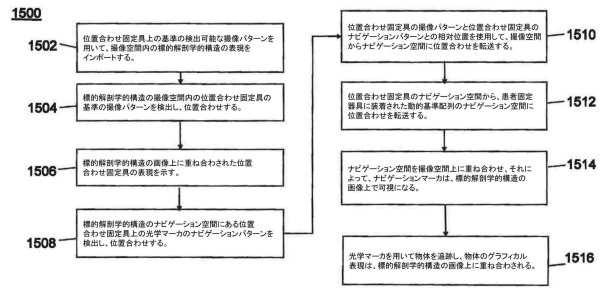 1500
1502
位置合わせ固定具上の基準の検出可能な撮像パターン
を用いて、撮像空間内の標的解剖学的構造の表現を
インポートする。
1504
標的解剖学的構造の撮像空間内の位置合わせ固定具の
基準の撮像パターンを検出し、位置合わせする。
1506
標的解剖学的構造の画像上に重ね合わされた位置
合わせ固定具の表現を示す。
1508
標的解剖学的構造のナビゲーション空間にある位置
合わせ固定具上の光学マーカのナビゲーションパターンを
検出し、位置合わせする。
1510
位置合わせ固定具の撮像パターンと位置合わせ固定具の
ナビゲーションパターンとの相対位置を使用して、撮像空間
からナビゲーション空間に位置合わせを転送する。
1512
位置合わせ固定具のナビゲーション空間から、患者固定
器具に装着された動的基準配列のナビゲーション空間に
位置合わせを転送する。
1514
ナビゲーション空間を撮像空間上に重ね合わせ、それに
よって、ナビゲーションマーカは、標的解剖学的構造の
画像上で可視になる。
1516
光学マーカを用いて物体を追跡し、物体のグラフィカル
表現は、標的解剖学的構造の画像上に重ね合わされる。